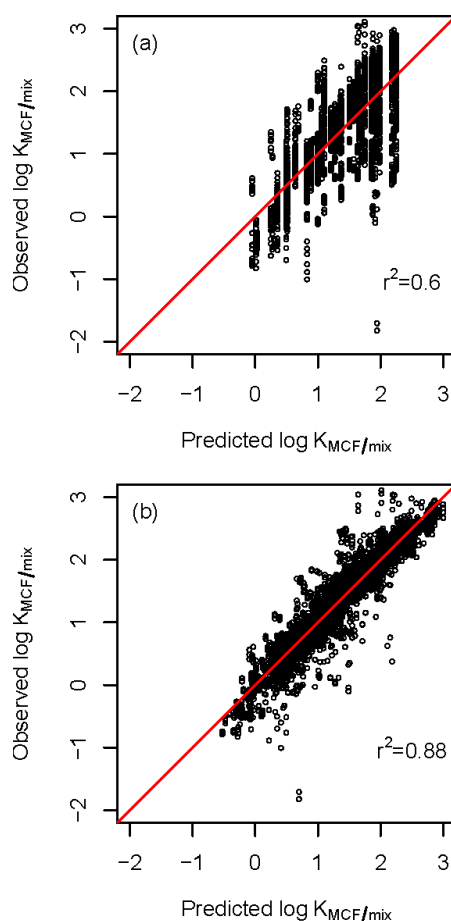 (a)
3
2
1
0
−1
−2
Observed log K_MCF/mix
r²=0.6
−2 −1 0 1 2 3
Predicted log K_MCF/mix
(b)
3
2
1
0
−1
−2
Observed log K_MCF/mix
r²=0.88
−2 −1 0 1 2 3
Predicted log K_MCF/mix